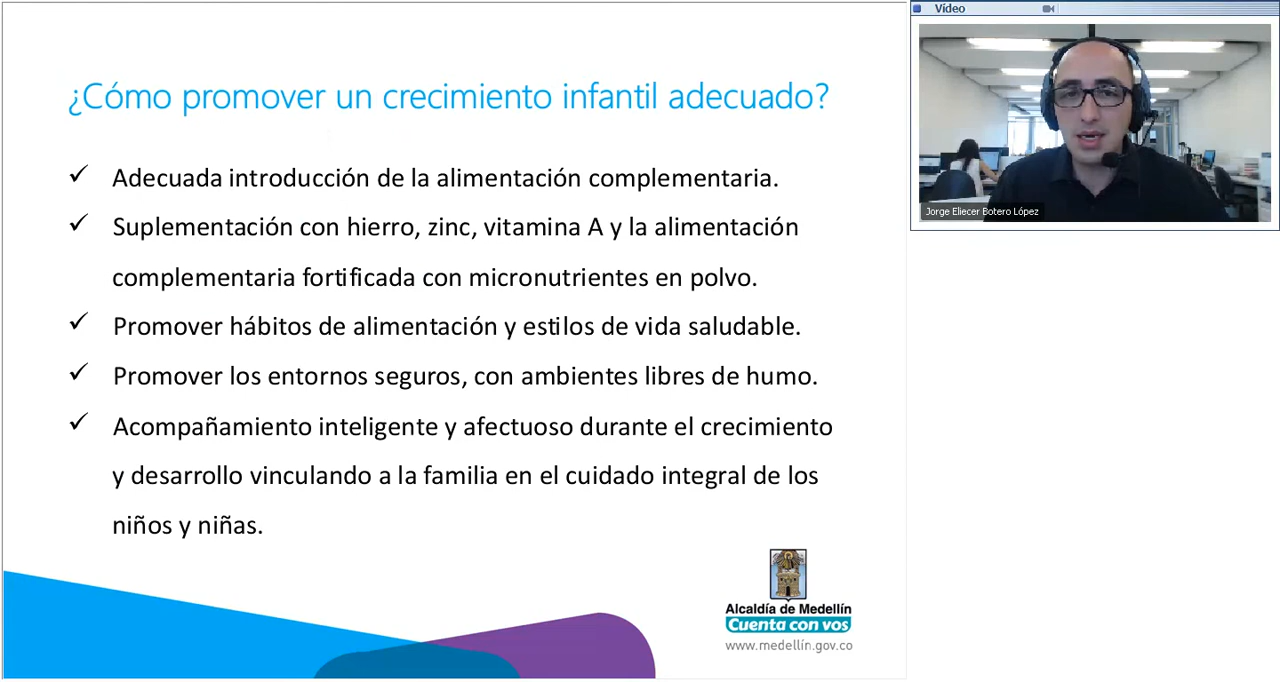 ¿Cómo promover un crecimiento infantil adecuado?
✓ Adecuada introducción de la alimentación complementaria.
✓ Suplementación con hierro, zinc, vitamina A y la alimentación
complementaria fortificada con micronutrientes en polvo.
✓ Promover hábitos de alimentación y estilos de vida saludable.
✓ Promover los entornos seguros, con ambientes libres de humo.
✓ Acompañamiento inteligente y afectuoso durante el crecimiento
y desarrollo vinculando a la familia en el cuidado integral de los
niños y niñas.
Alcaldía de Medellín
Cuenta con vos
www.medellín.gov.co
Vídeo
Jorge Eliecer Botero López